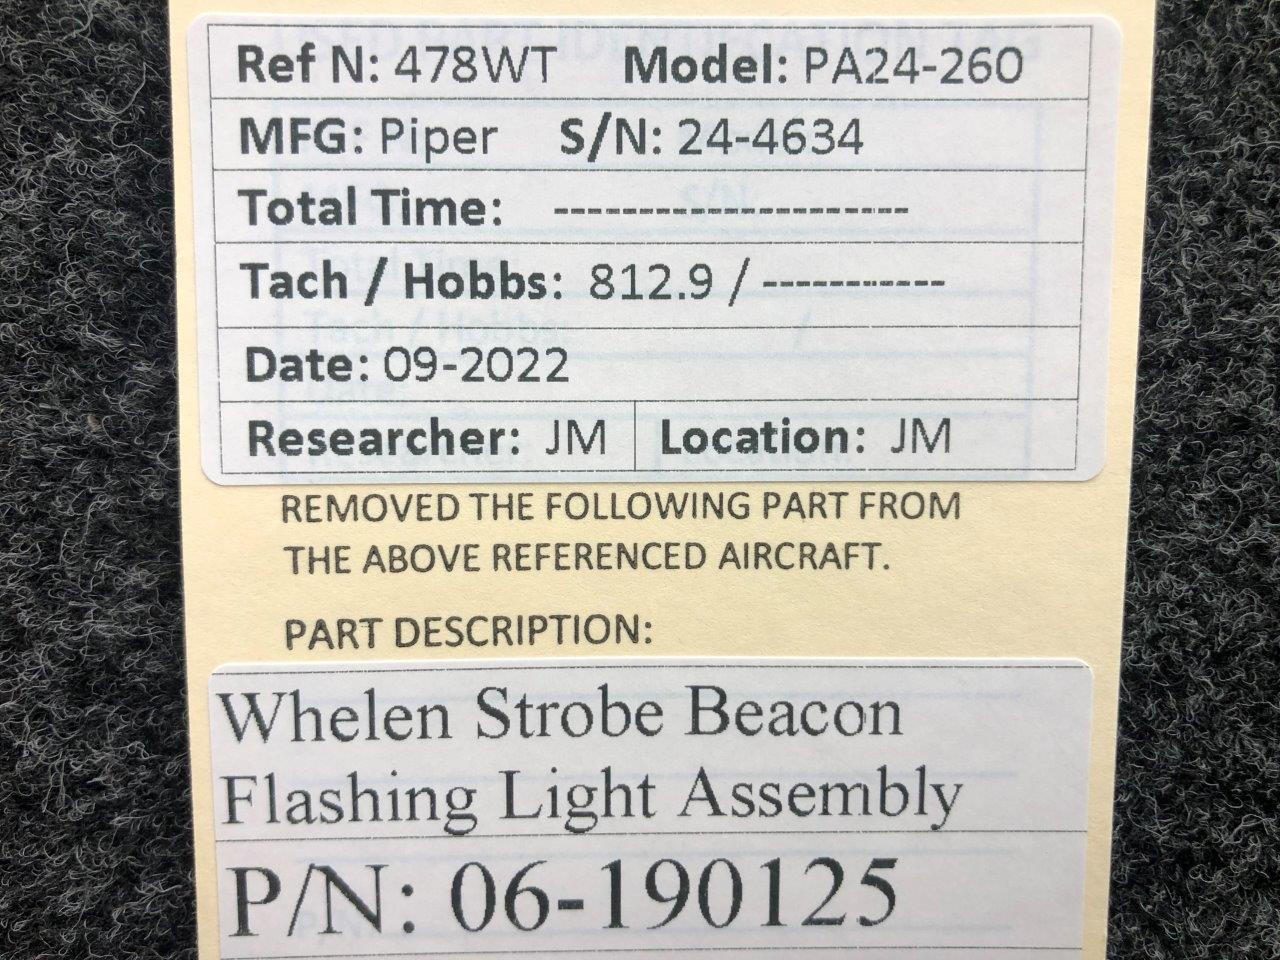 Ref N: 478WT Model: PA24-260
MFG: Piper S/N: 24-4634
Total Time: ---------------------
Tach / Hobbs: 812.9 / -----------
Date: 09-2022
Researcher: JM Location: JM
REMOVED THE FOLLOWING PART FROM
THE ABOVE REFERENCED AIRCRAFT.
PART DESCRIPTION:
Whelen Strobe Beacon
Flashing Light Assembly
P/N: 06-190125